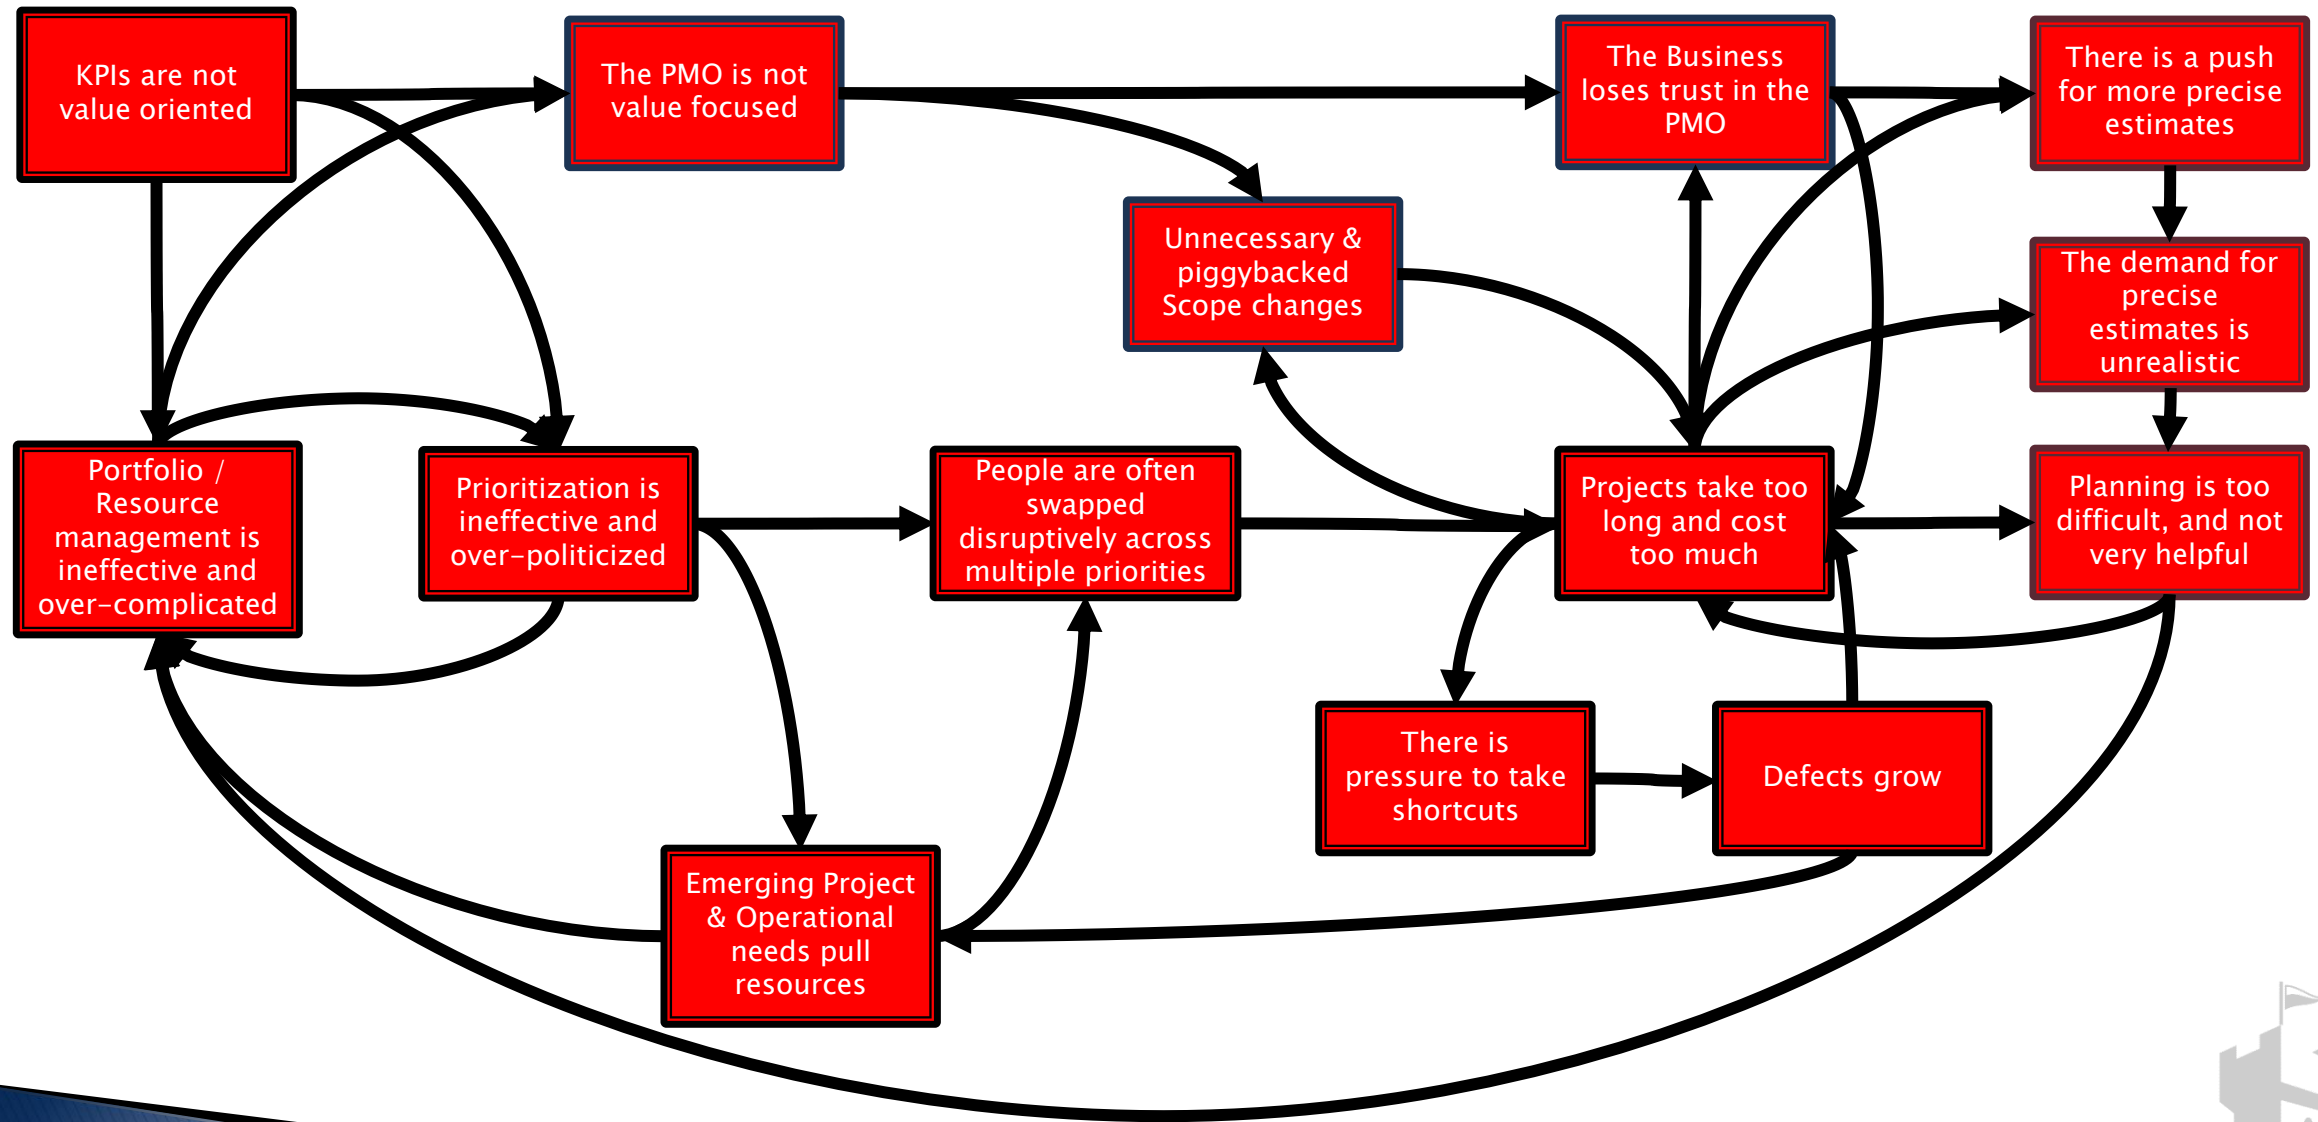 KPIs are not
value oriented
The PMO is not
value focused
The Business
loses trust in the
PMO
There is a push
for more precise
estimates
Unnecessary &
piggybacked
Scope changes
The demand for
precise
estimates is
unrealistic
Portfolio /
Resource
management is
ineffective and
over-complicated
Prioritization is
ineffective and
over-politicized
People are often
swapped
disruptively across
multiple priorities
Projects take too
long and cost
too much
Planning is too
difficult, and not
very helpful
There is
pressure to take
shortcuts
Defects grow
Emerging Project
& Operational
needs pull
resources